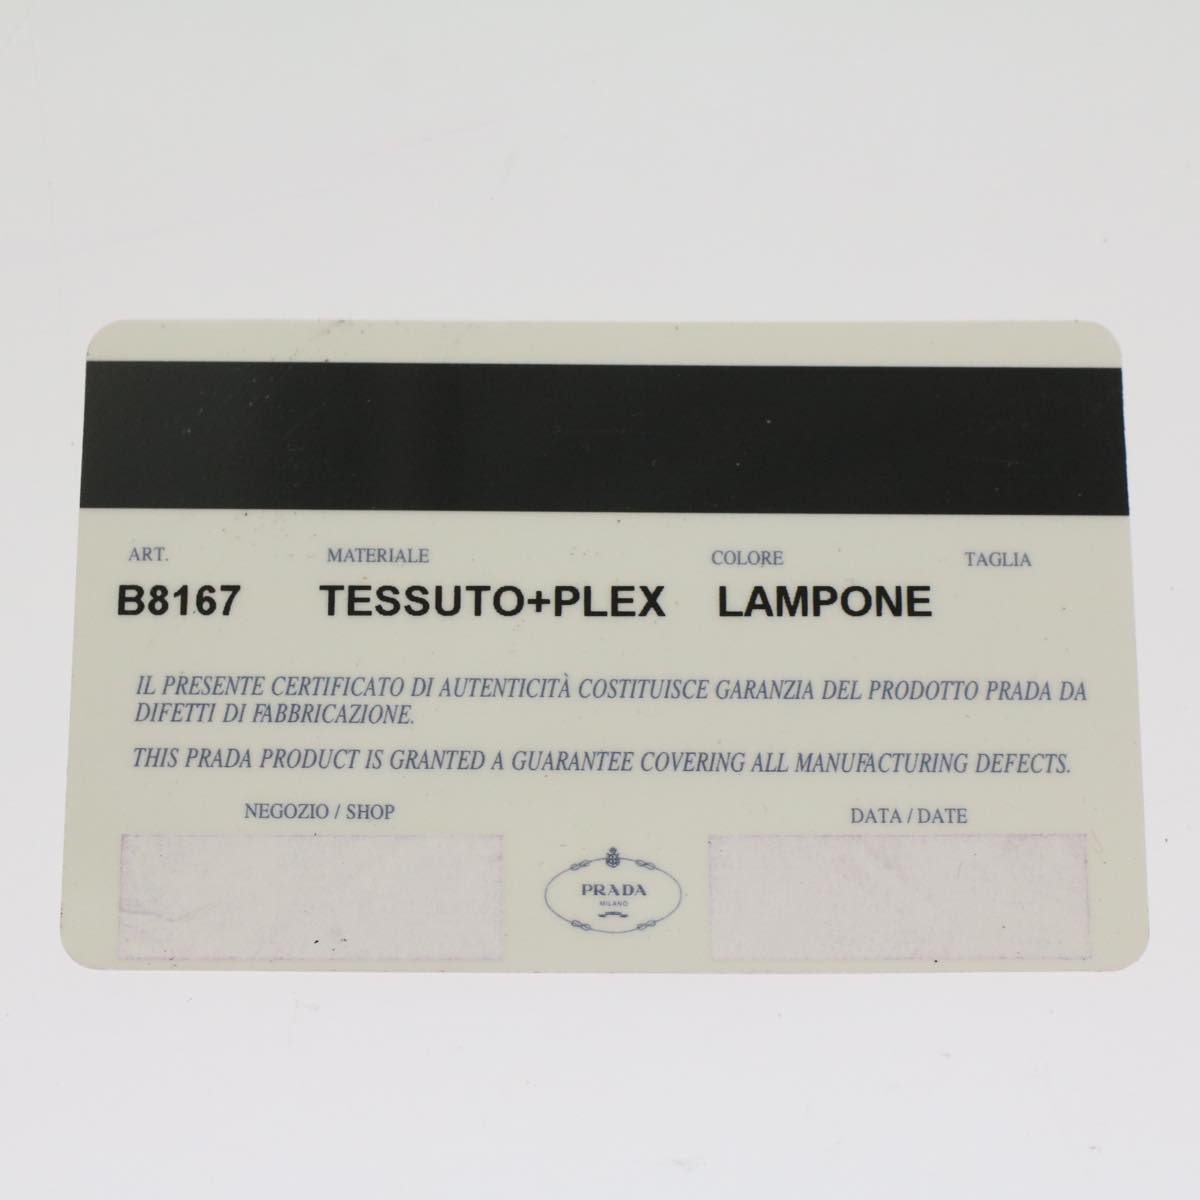 ART. MATERIALE COLORE TAGLIA
B8167 TESSUTO+PLEX LAMPONE
IL PRESENTE CERTIFICATO DI AUTENTICITÀ COSTITUISCE GARANZIA DEL PRODOTTO PRADA DA
DIFETTI DI FABBRICAZIONE.
THIS PRADA PRODUCT IS GRANTED A GUARANTEE COVERING ALL MANUFACTURING DEFECTS.
NEGOZIO / SHOP DATA / DATE
PRADA
MILANO